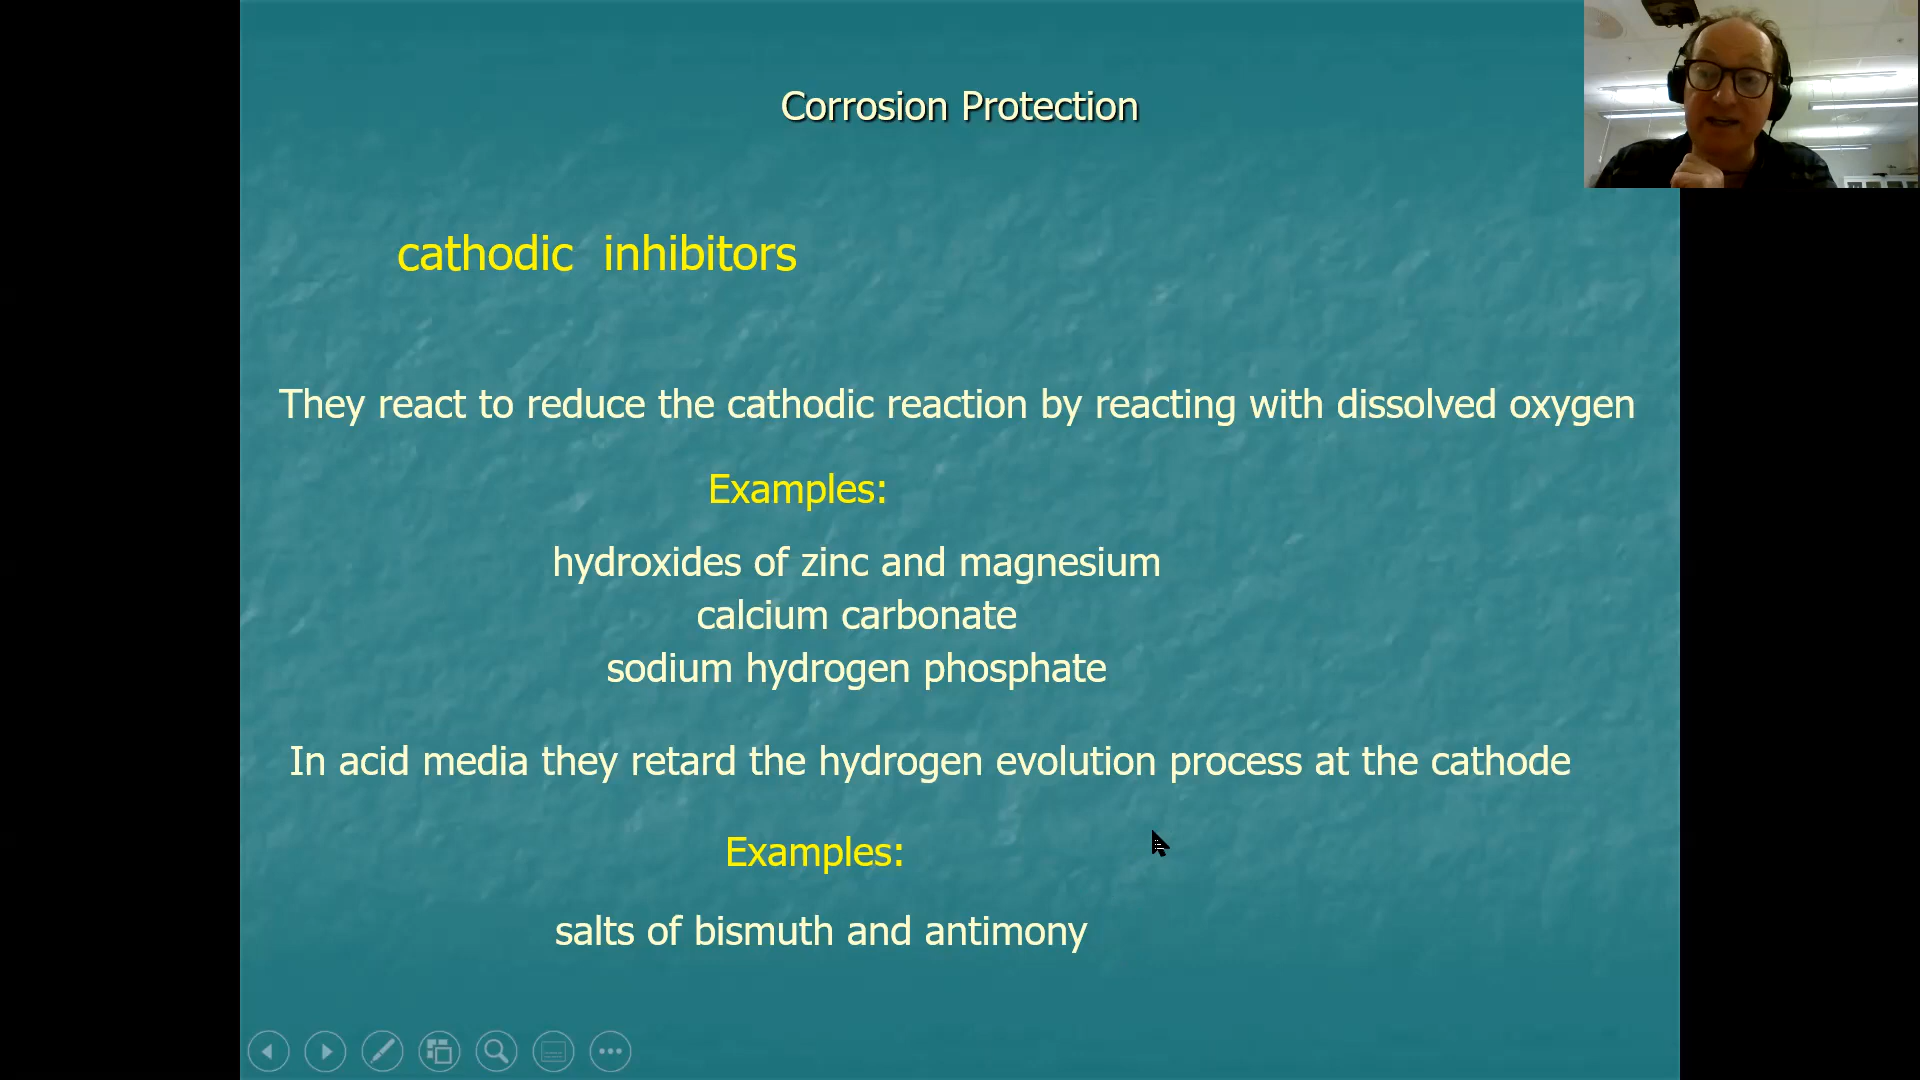 Corrosion Protection
cathodic inhibitors
They react to reduce the cathodic reaction by reacting with dissolved oxygen
Examples:
hydroxides of zinc and magnesium
calcium carbonate
sodium hydrogen phosphate
In acid media they retard the hydrogen evolution process at the cathode
Examples:
salts of bismuth and antimony